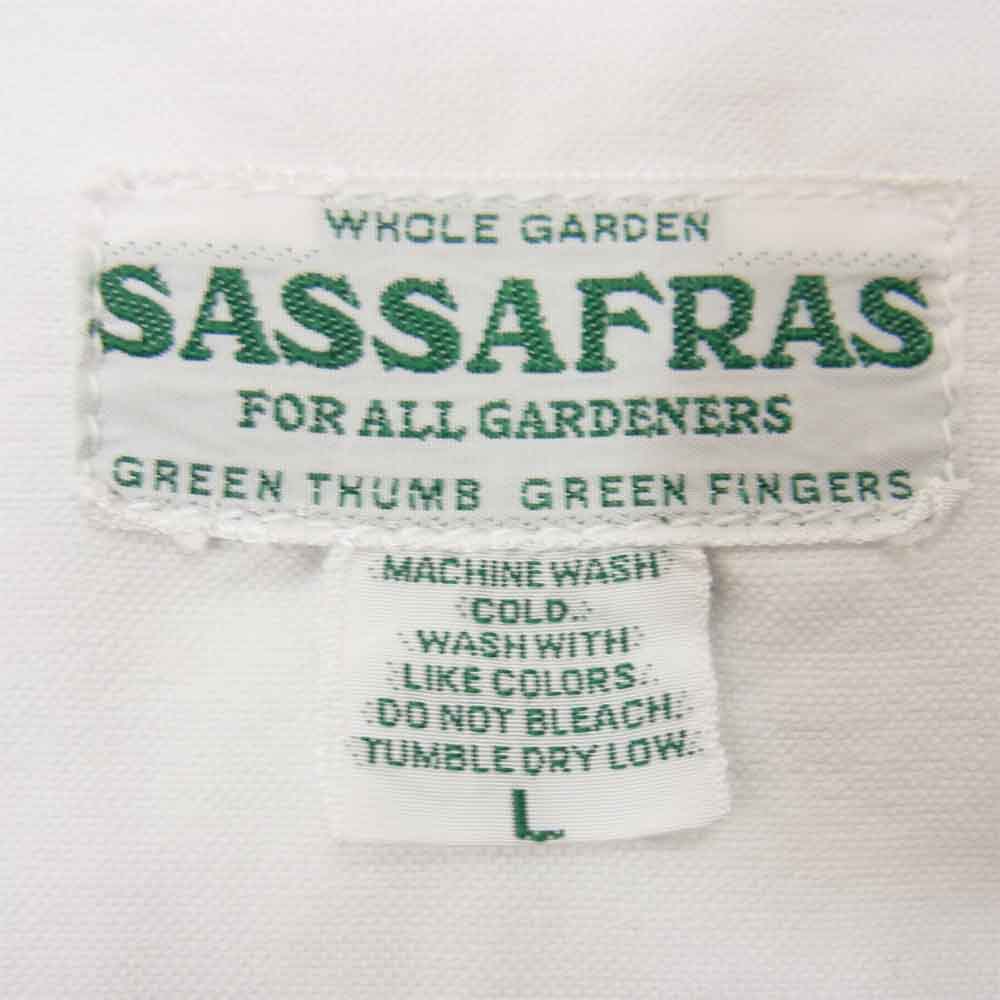 WHOLE GARDEN
SASSAFRAS
FOR ALL GARDENERS
GREEN THUMB GREEN FINGERS
MACHINE WASH
COLD.
WASH WITH
LIKE COLORS.
DO NOT BLEACH.
TUMBLE DRY LOW.
L